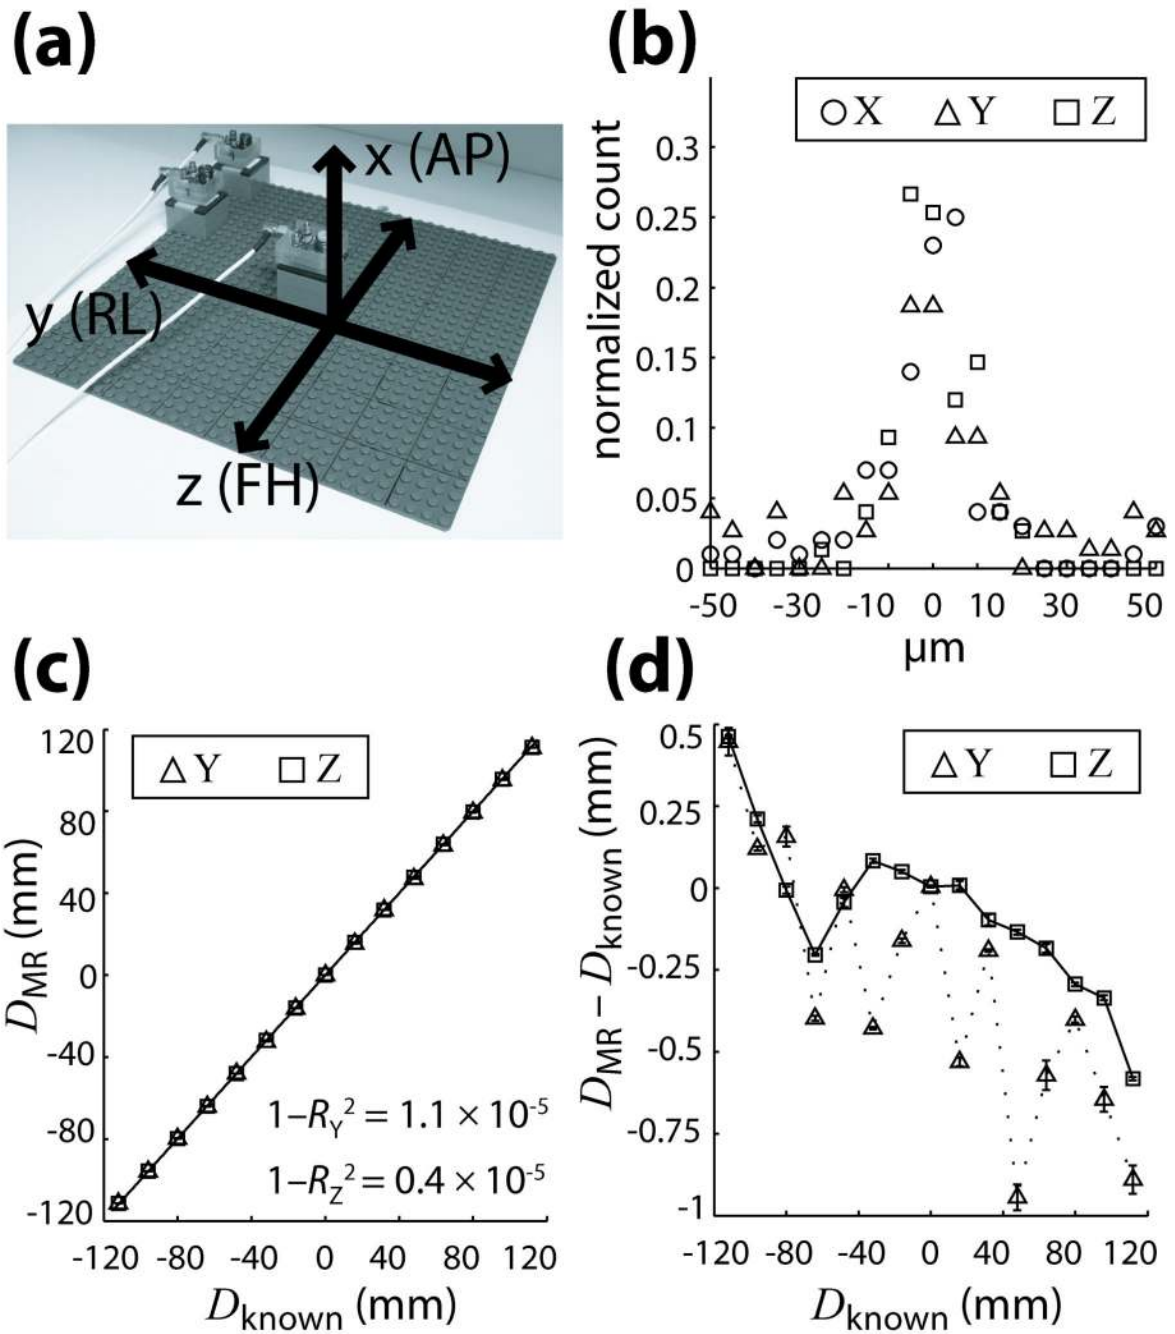 (a)
x (AP)
y (RL)
z (FH)
(b)
X Y Z
normalized count
0.3
0.25
0.2
0.15
0.1
0.05
0
-50 -30 -10 0 10 30 50
µm
(c)
Y Z
D_MR (mm)
120
80
40
0
-40
-80
-120
1–R_Y² = 1.1 × 10⁻⁵
1–R_Z² = 0.4 × 10⁻⁵
-120 -80 -40 0 40 80 120
D_known (mm)
(d)
Y Z
D_MR – D_known (mm)
0.5
0.25
0
-0.25
-0.5
-0.75
-1
-120 -80 -40 0 40 80 120
D_known (mm)